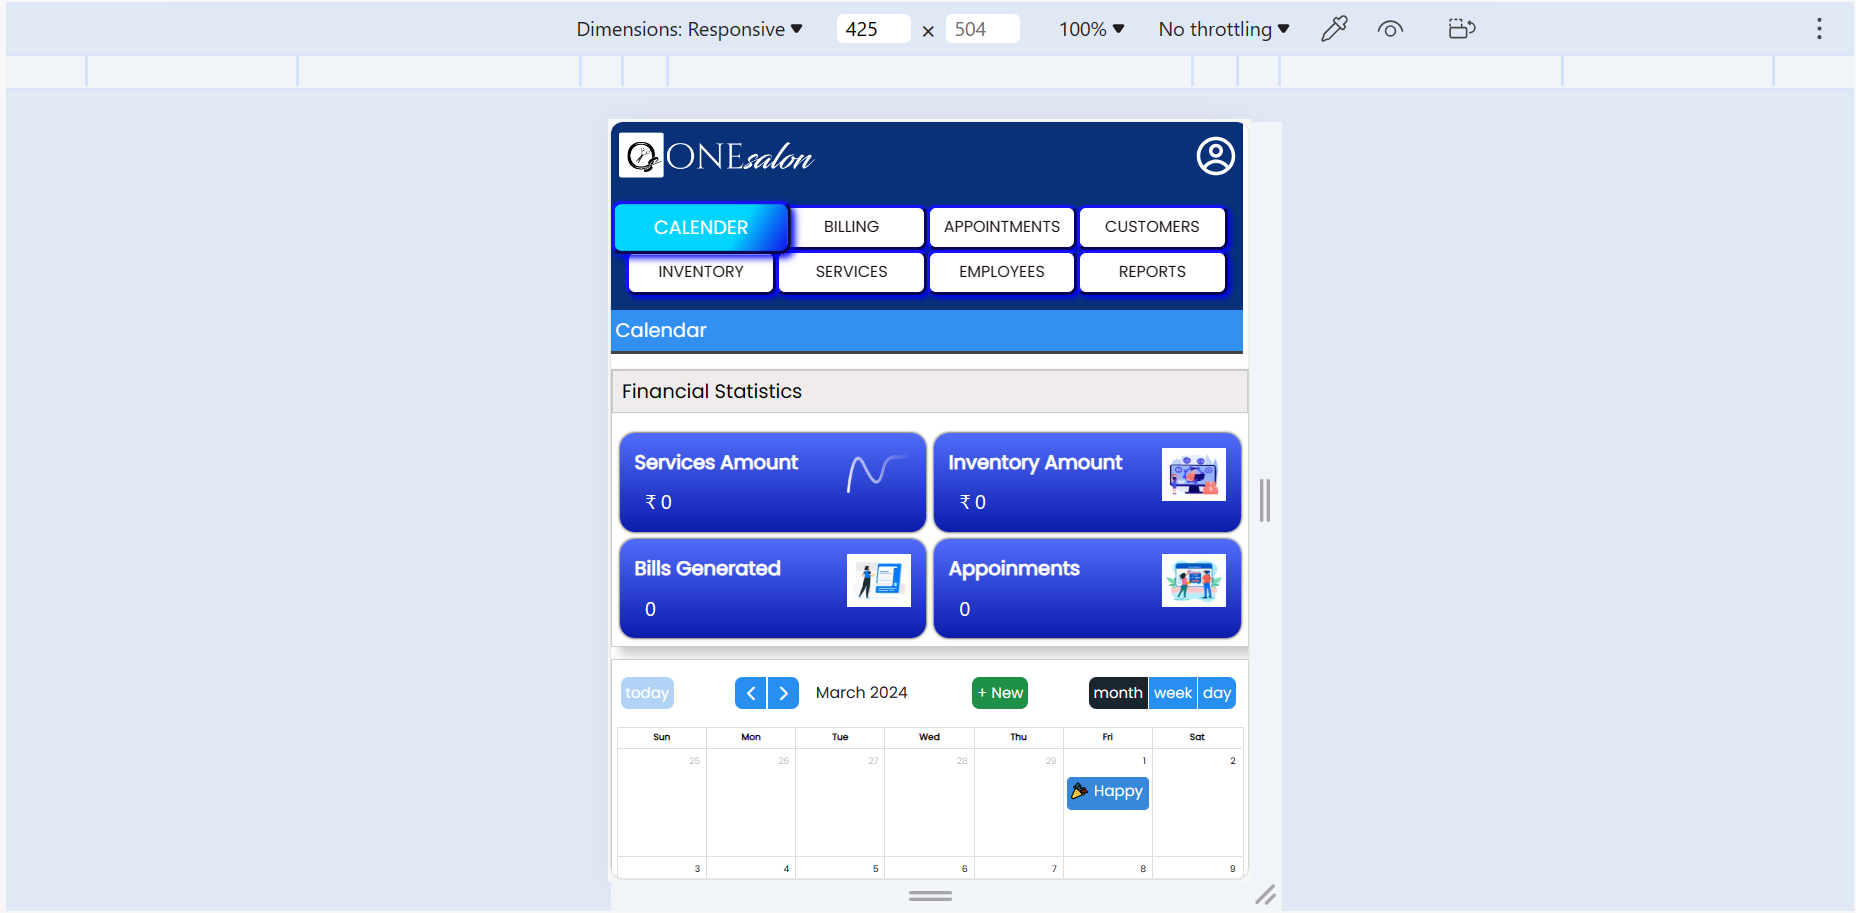 Dimensions: Responsive ▼ 425 × 504 100% ▼ No throttling ▼
ONEsalon
CALENDER BILLING APPOINTMENTS CUSTOMERS
INVENTORY SERVICES EMPLOYEES REPORTS
Calendar
Financial Statistics
Services Amount Inventory Amount
₹ 0 ₹ 0
Bills Generated Appoinments
0 0
today March 2024 + New month week day
Sun Mon Tue Wed Thu Fri Sat
25 26 27 28 29 1 2
🎉 Happy
3 4 5 6 7 8 9